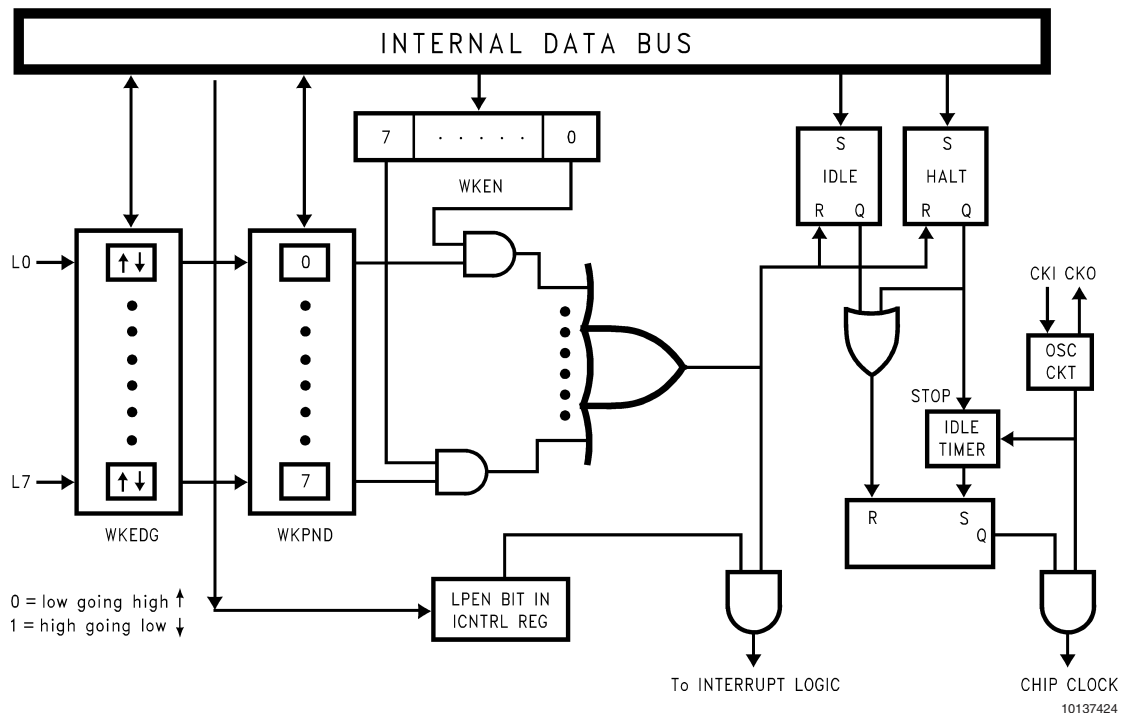 INTERNAL DATA BUS
7 · · · · · 0
WKEN
S
IDLE
R Q
S
HALT
R Q
L0
↑↓
0
CKI CKO
OSC
CKT
STOP
IDLE
TIMER
L7
↑↓
7
WKEDG
WKPND
R S
Q
LPEN BIT IN
ICNTRL REG
0 = low going high ↑
1 = high going low ↓
To INTERRUPT LOGIC
CHIP CLOCK
10137424